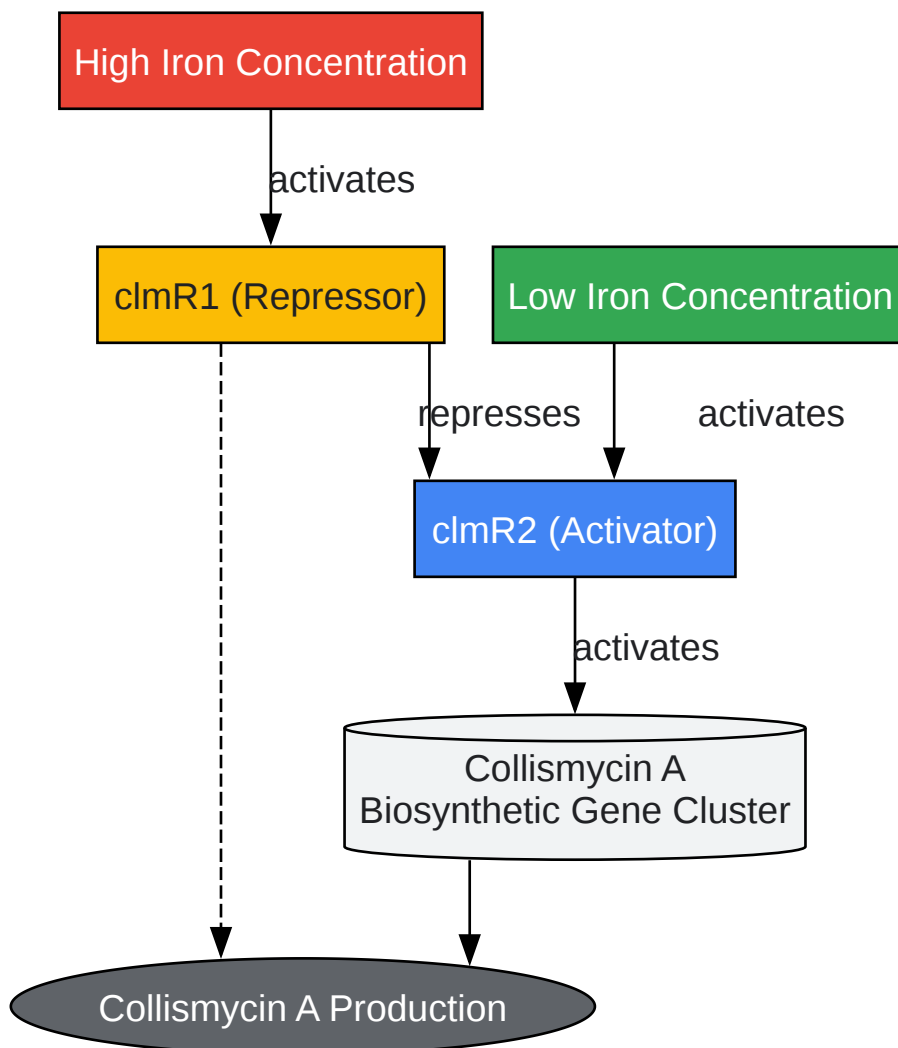 High Iron Concentration
activates
clmR1 (Repressor)
Low Iron Concentration
represses
activates
clmR2 (Activator)
activates
Collismycin A
Biosynthetic Gene Cluster
Collismycin A Production